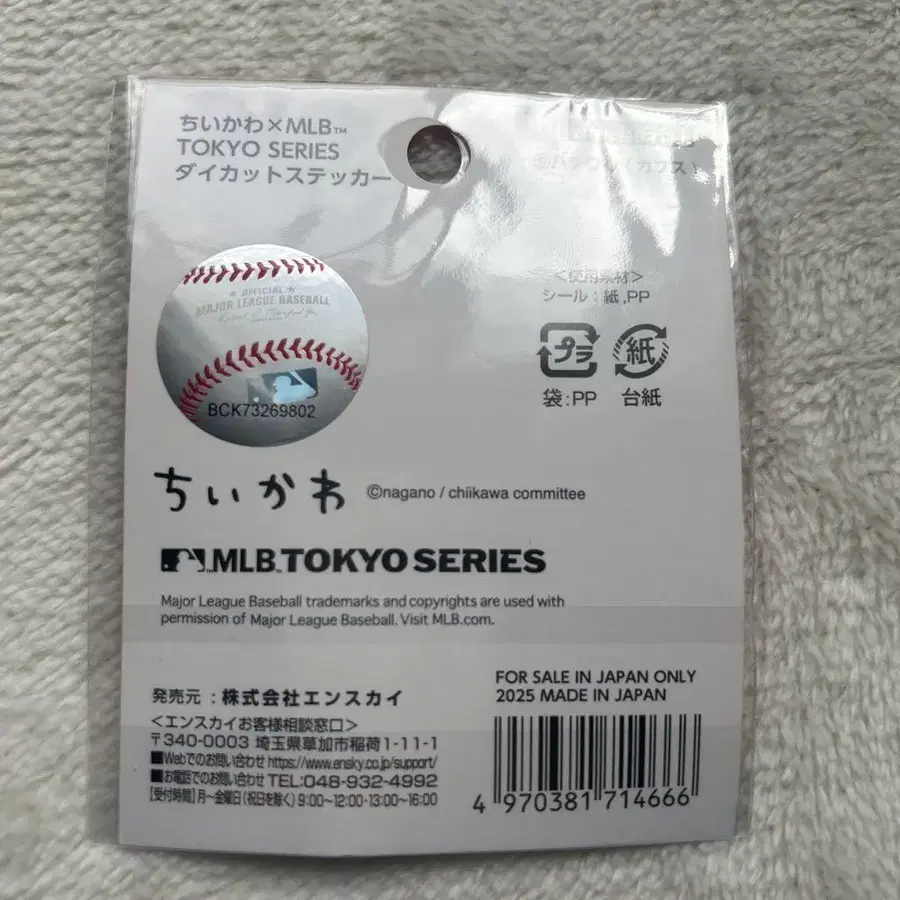 ちいかわ×MLB™
TOKYO SERIES
ダイカットステッカー
カブス)
OFFICIAL
MAJOR LEAGUE BASEBALL
BCK73269802
<使用素材>
シール:紙,PP
プラ
紙
袋:PP
台紙
ちいかわ ©nagano / chiikawa committee
MLB™ TOKYO SERIES
Major League Baseball trademarks and copyrights are used with
permission of Major League Baseball. Visit MLB.com.
発売元:株式会社エンスカイ
<エンスカイお客様相談窓口>
〒340-0003 埼玉県草加市稲荷1-11-1
■Webでのお問い合わせ https://www.ensky.co.jp/support/
■お電話でのお問い合わせ TEL:048-932-4992
【受付時間】月~金曜日(祝日を除く)9:00~12:00・13:00~16:00
FOR SALE IN JAPAN ONLY
2025 MADE IN JAPAN
4 970381 714666